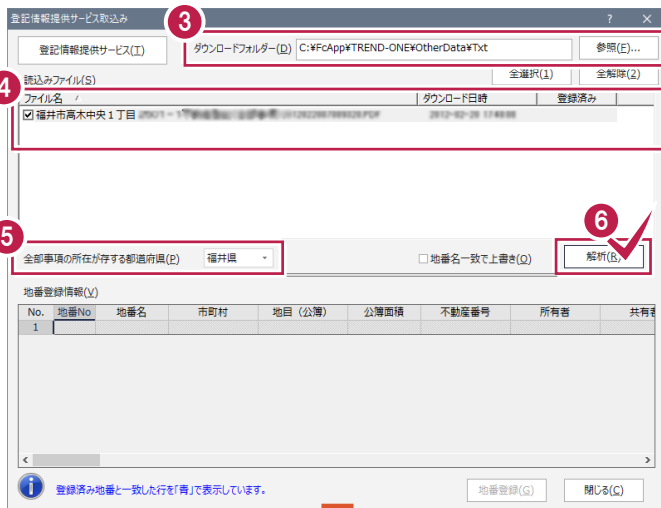 登記情報提供サービス取込み
? ×
3
登記情報提供サービス(T)
ダウンロードフォルダー(D) C:¥FcApp¥TREND-ONE¥OtherData¥Txt 参照(F)...
読込みファイル(S)
全選択(1) 全解除(2)
4
ファイル名 ダウンロード日時 登録済み
福井市高木中央1丁目
5
6
全部事項の所在が存する都道府県(P) 福井県
地番名一致で上書き(O)
解析(R)
地番登録情報(V)
No. 地番No 地番名 市町村 地目(公簿) 公簿面積 不動産番号 所有者 共有者
1
登録済み地番と一致した行を「青」で表示しています。
地番登録(G) 閉じる(C)